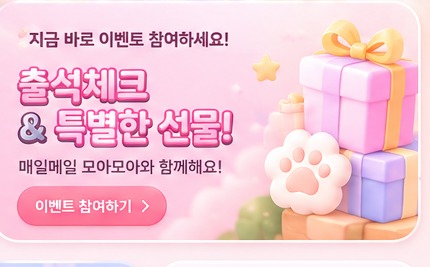 지금 바로 이벤트 참여하세요!
출석체크
& 특별한 선물!
매일메일 모아모아와 함께해요!
이벤트 참여하기 >